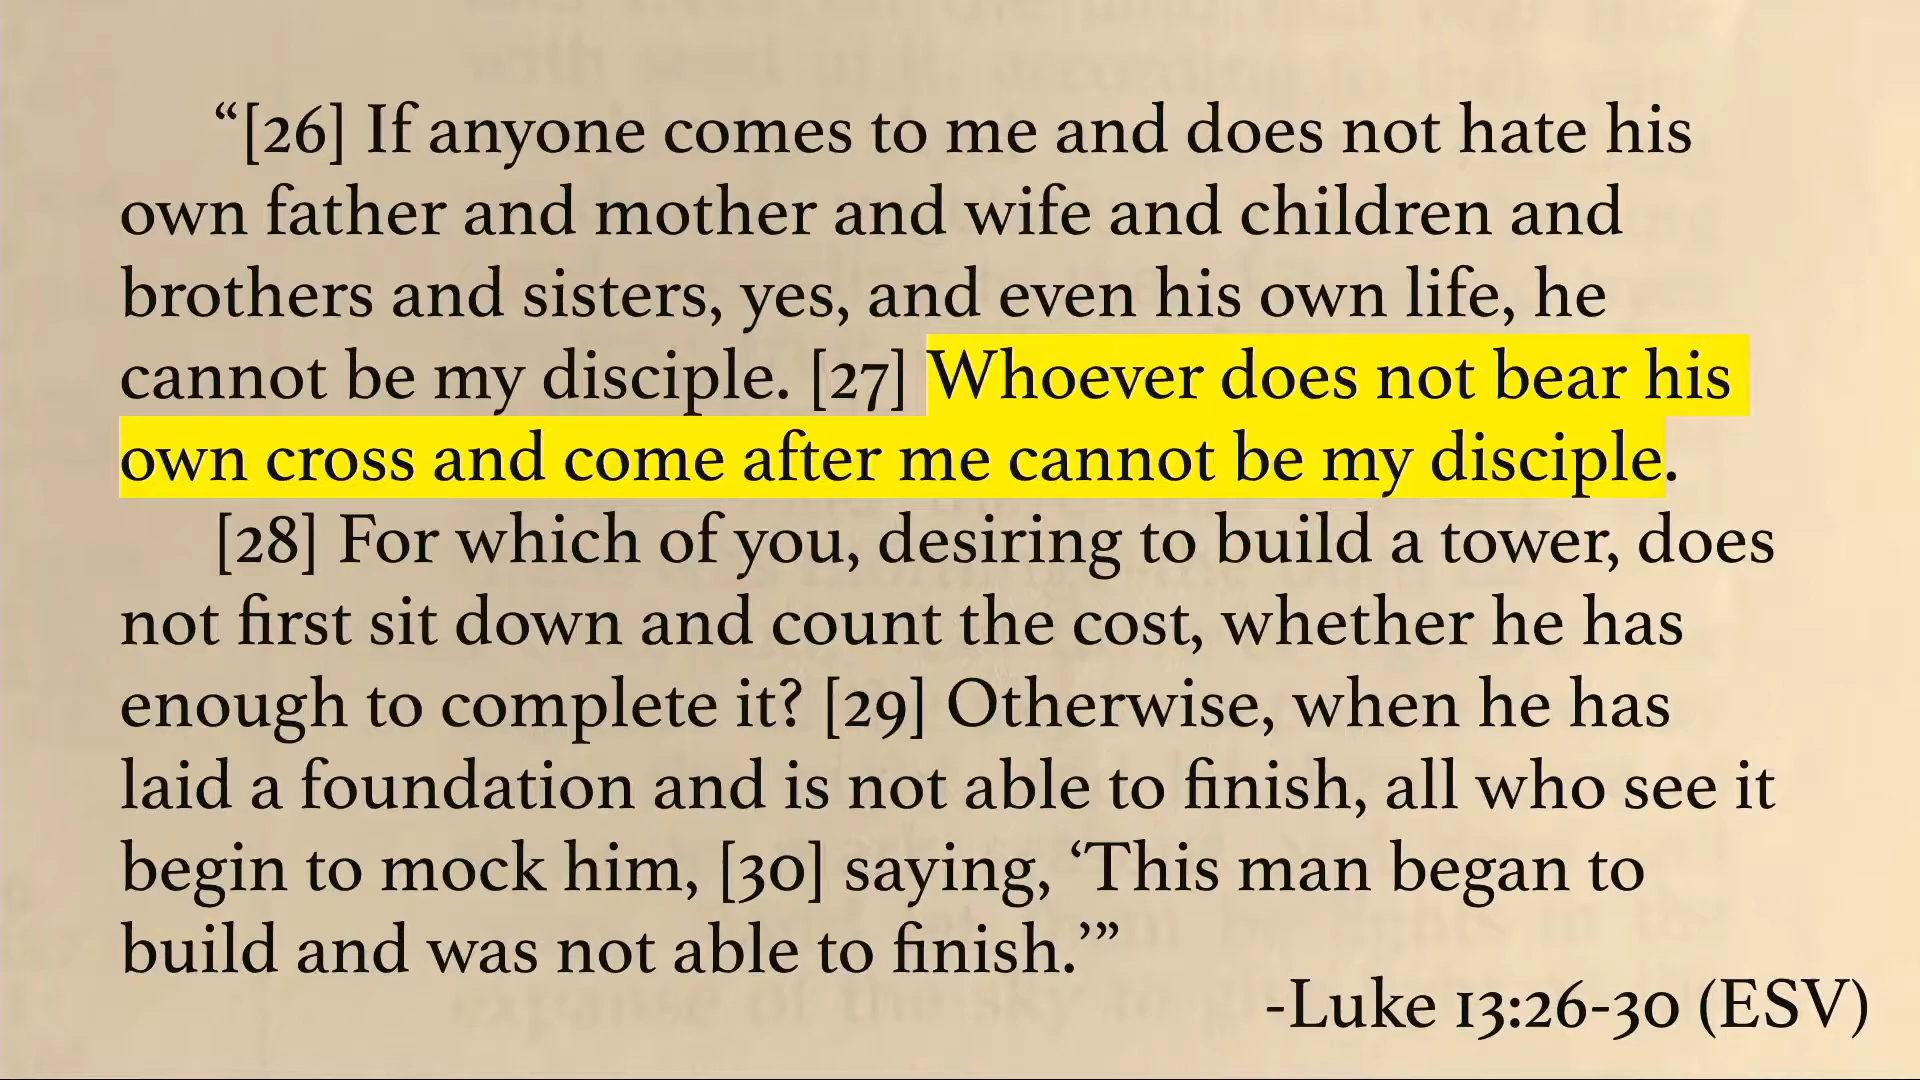 “[26] If anyone comes to me and does not hate his
own father and mother and wife and children and
brothers and sisters, yes, and even his own life, he
cannot be my disciple. [27] Whoever does not bear his
own cross and come after me cannot be my disciple.
[28] For which of you, desiring to build a tower, does
not first sit down and count the cost, whether he has
enough to complete it? [29] Otherwise, when he has
laid a foundation and is not able to finish, all who see it
begin to mock him, [30] saying, ‘This man began to
build and was not able to finish.’”
-Luke 13:26-30 (ESV)